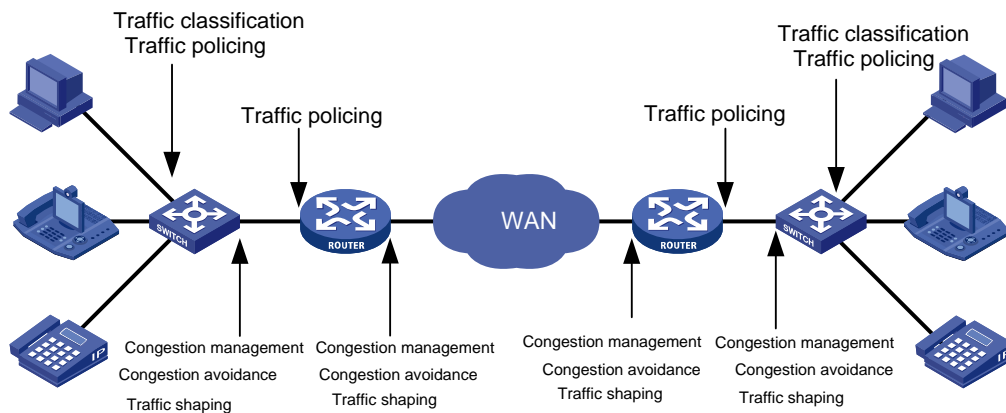 Traffic classification
Traffic policing
Traffic classification
Traffic policing
Traffic policing
Traffic policing
WAN
SWITCH
ROUTER
ROUTER
SWITCH
IP
IP
Congestion management
Congestion avoidance
Traffic shaping
Congestion management
Congestion avoidance
Traffic shaping
Congestion management
Congestion avoidance
Traffic shaping
Congestion management
Congestion avoidance
Traffic shaping